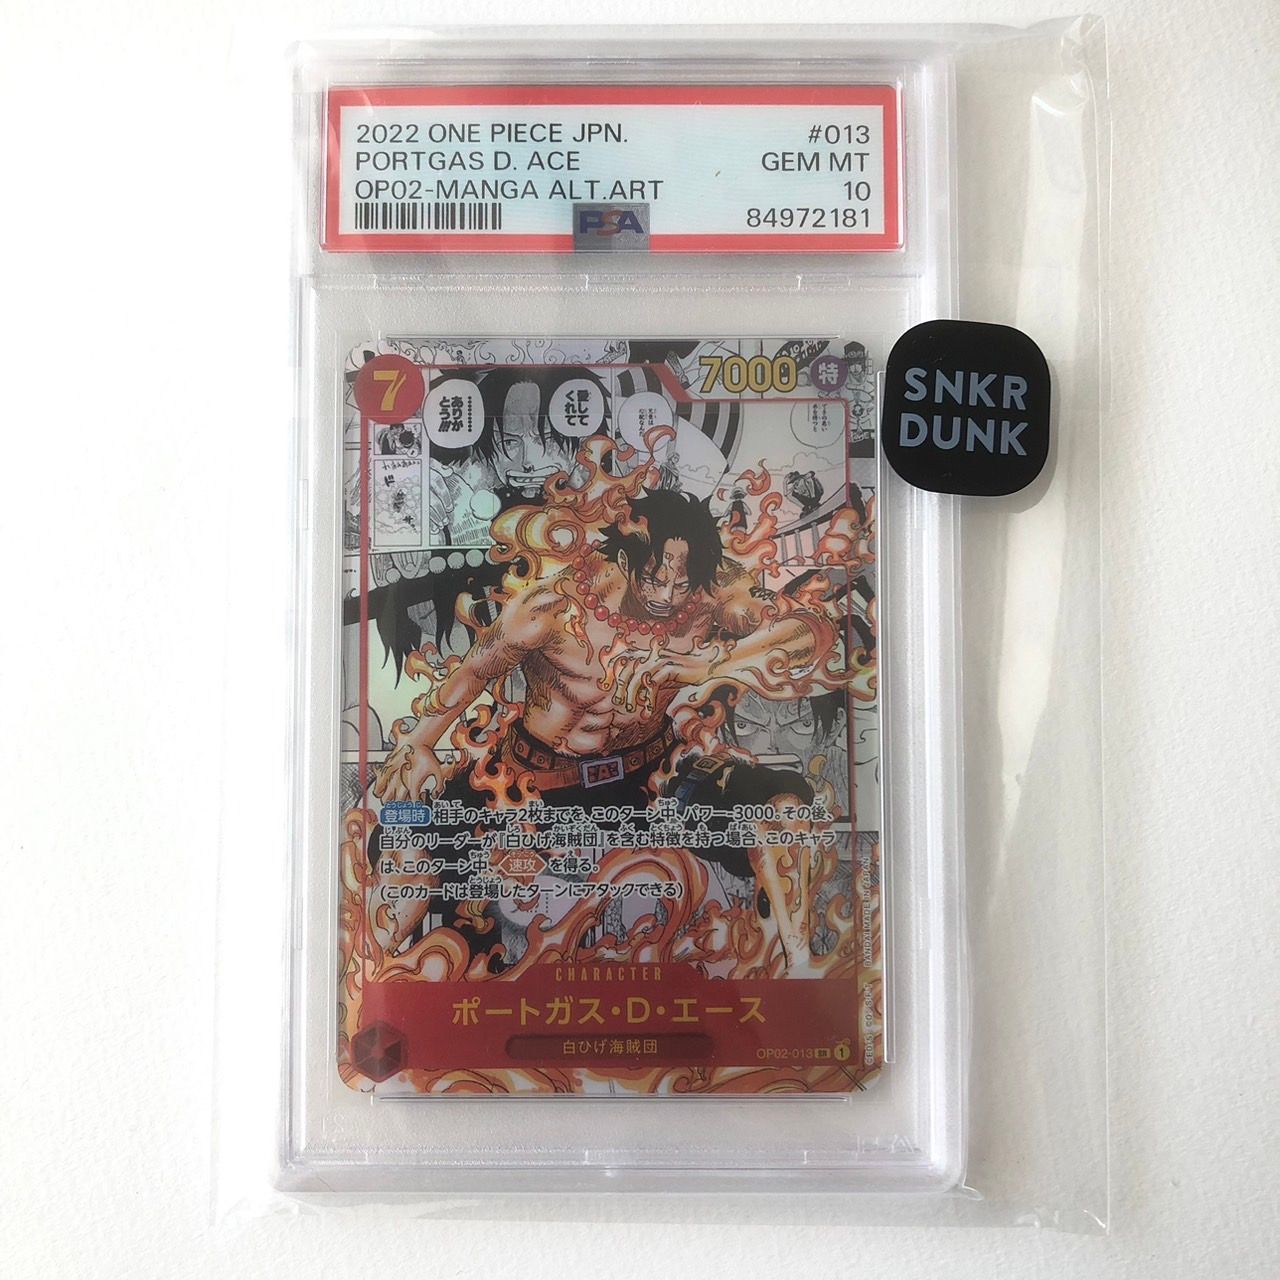 2022 ONE PIECE JPN. #013
PORTGAS D. ACE GEM MT
OP02-MANGA ALT.ART 10
PSA 84972181
SNKR
DUNK
7
7000 特
………
ありが
とう!!!
愛して
くれて
登場時 相手のキャラ2枚までを、このターン中、パワー-3000。その後、
自分のリーダーが『白ひげ海賊団』を含む特徴を持つ場合、このキャラ
は、このターン中、速攻を得る。
(このカードは登場したターンにアタックできる)
CHARACTER
ポートガス・D・エース
白ひげ海賊団
OP02-013 SR 1
BANDAI MADE IN JAPAN